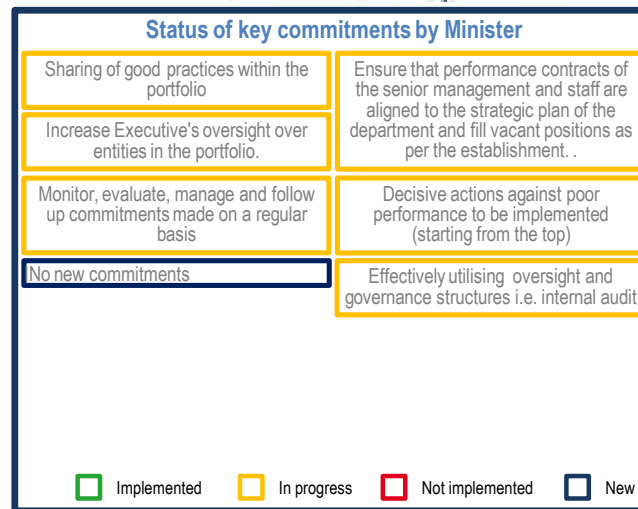 Status of key commitments by Minister
Sharing of good practices within the
portfolio
Increase Executive's oversight over
entities in the portfolio.
Monitor, evaluate, manage and follow
up commitments made on a regular
basis
No new commitments
Ensure that performance contracts of
the senior management and staff are
aligned to the strategic plan of the
department and fill vacant positions as
per the establishment. .
Decisive actions against poor
performance to be implemented
(starting from the top)
Effectively utilising oversight and
governance structures i.e. internal audit
Implemented
In progress
Not implemented
New